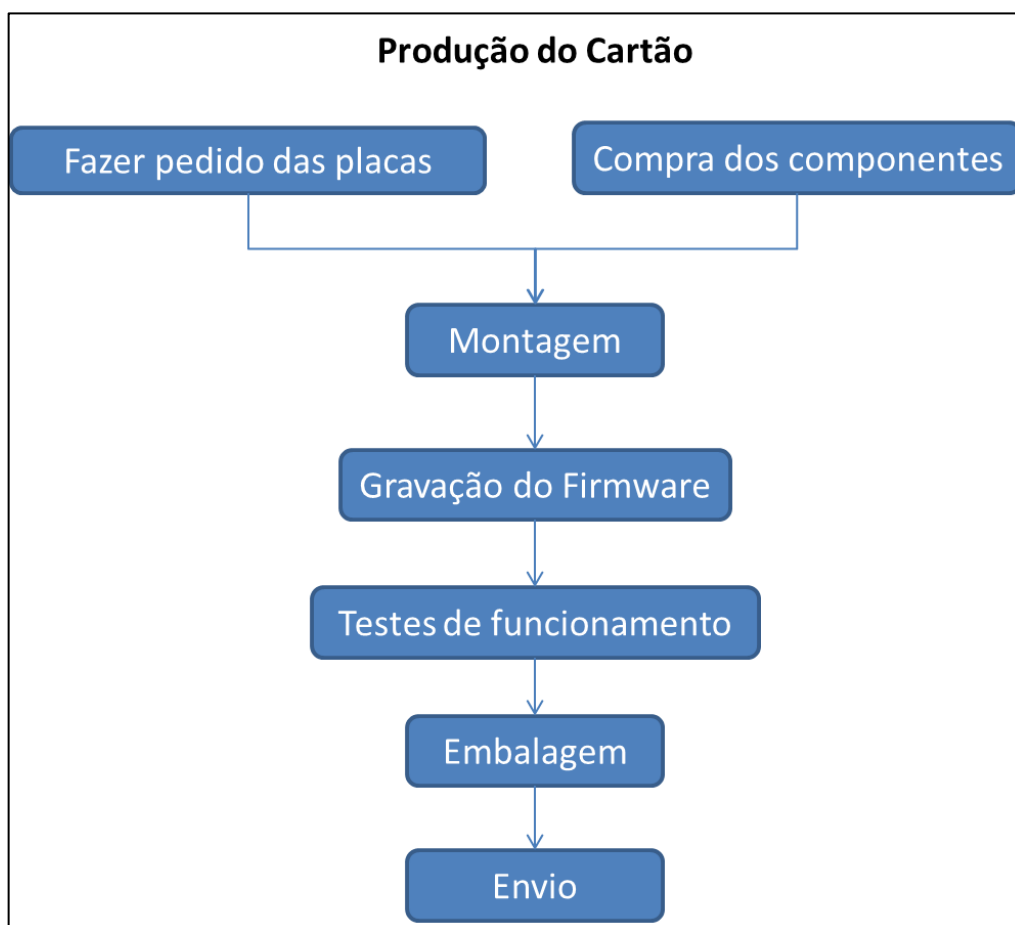 Produção do Cartão
Fazer pedido das placas
Compra dos componentes
Montagem
Gravação do Firmware
Testes de funcionamento
Embalagem
Envio